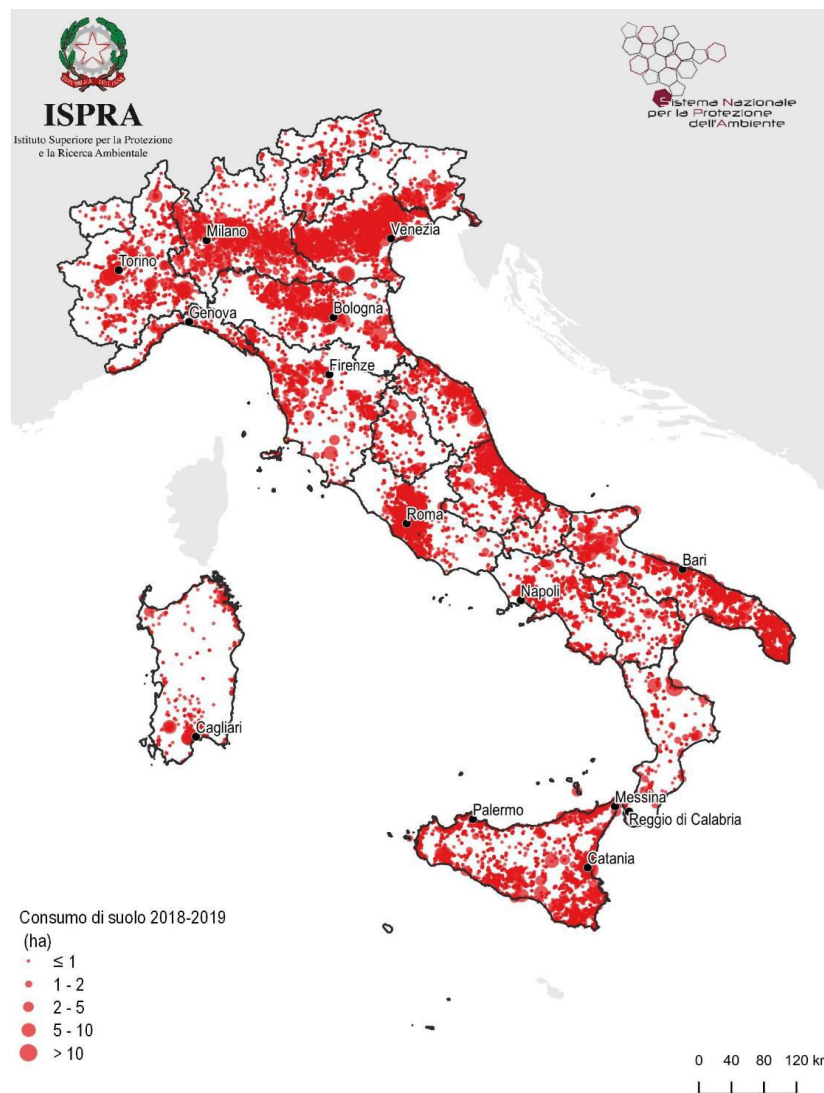 ISPRA
Istituto Superiore per la Protezione
e la Ricerca Ambientale
Sistema Nazionale
per la Protezione
dell'Ambiente
Milano
Venezia
Torino
Genova
Bologna
Firenze
Roma
Bari
Napoli
Cagliari
Messina
Palermo
Reggio di Calabria
Catania
Consumo di suolo 2018-2019
(ha)
≤ 1
1 - 2
2 - 5
5 - 10
> 10
0 40 80 120 km